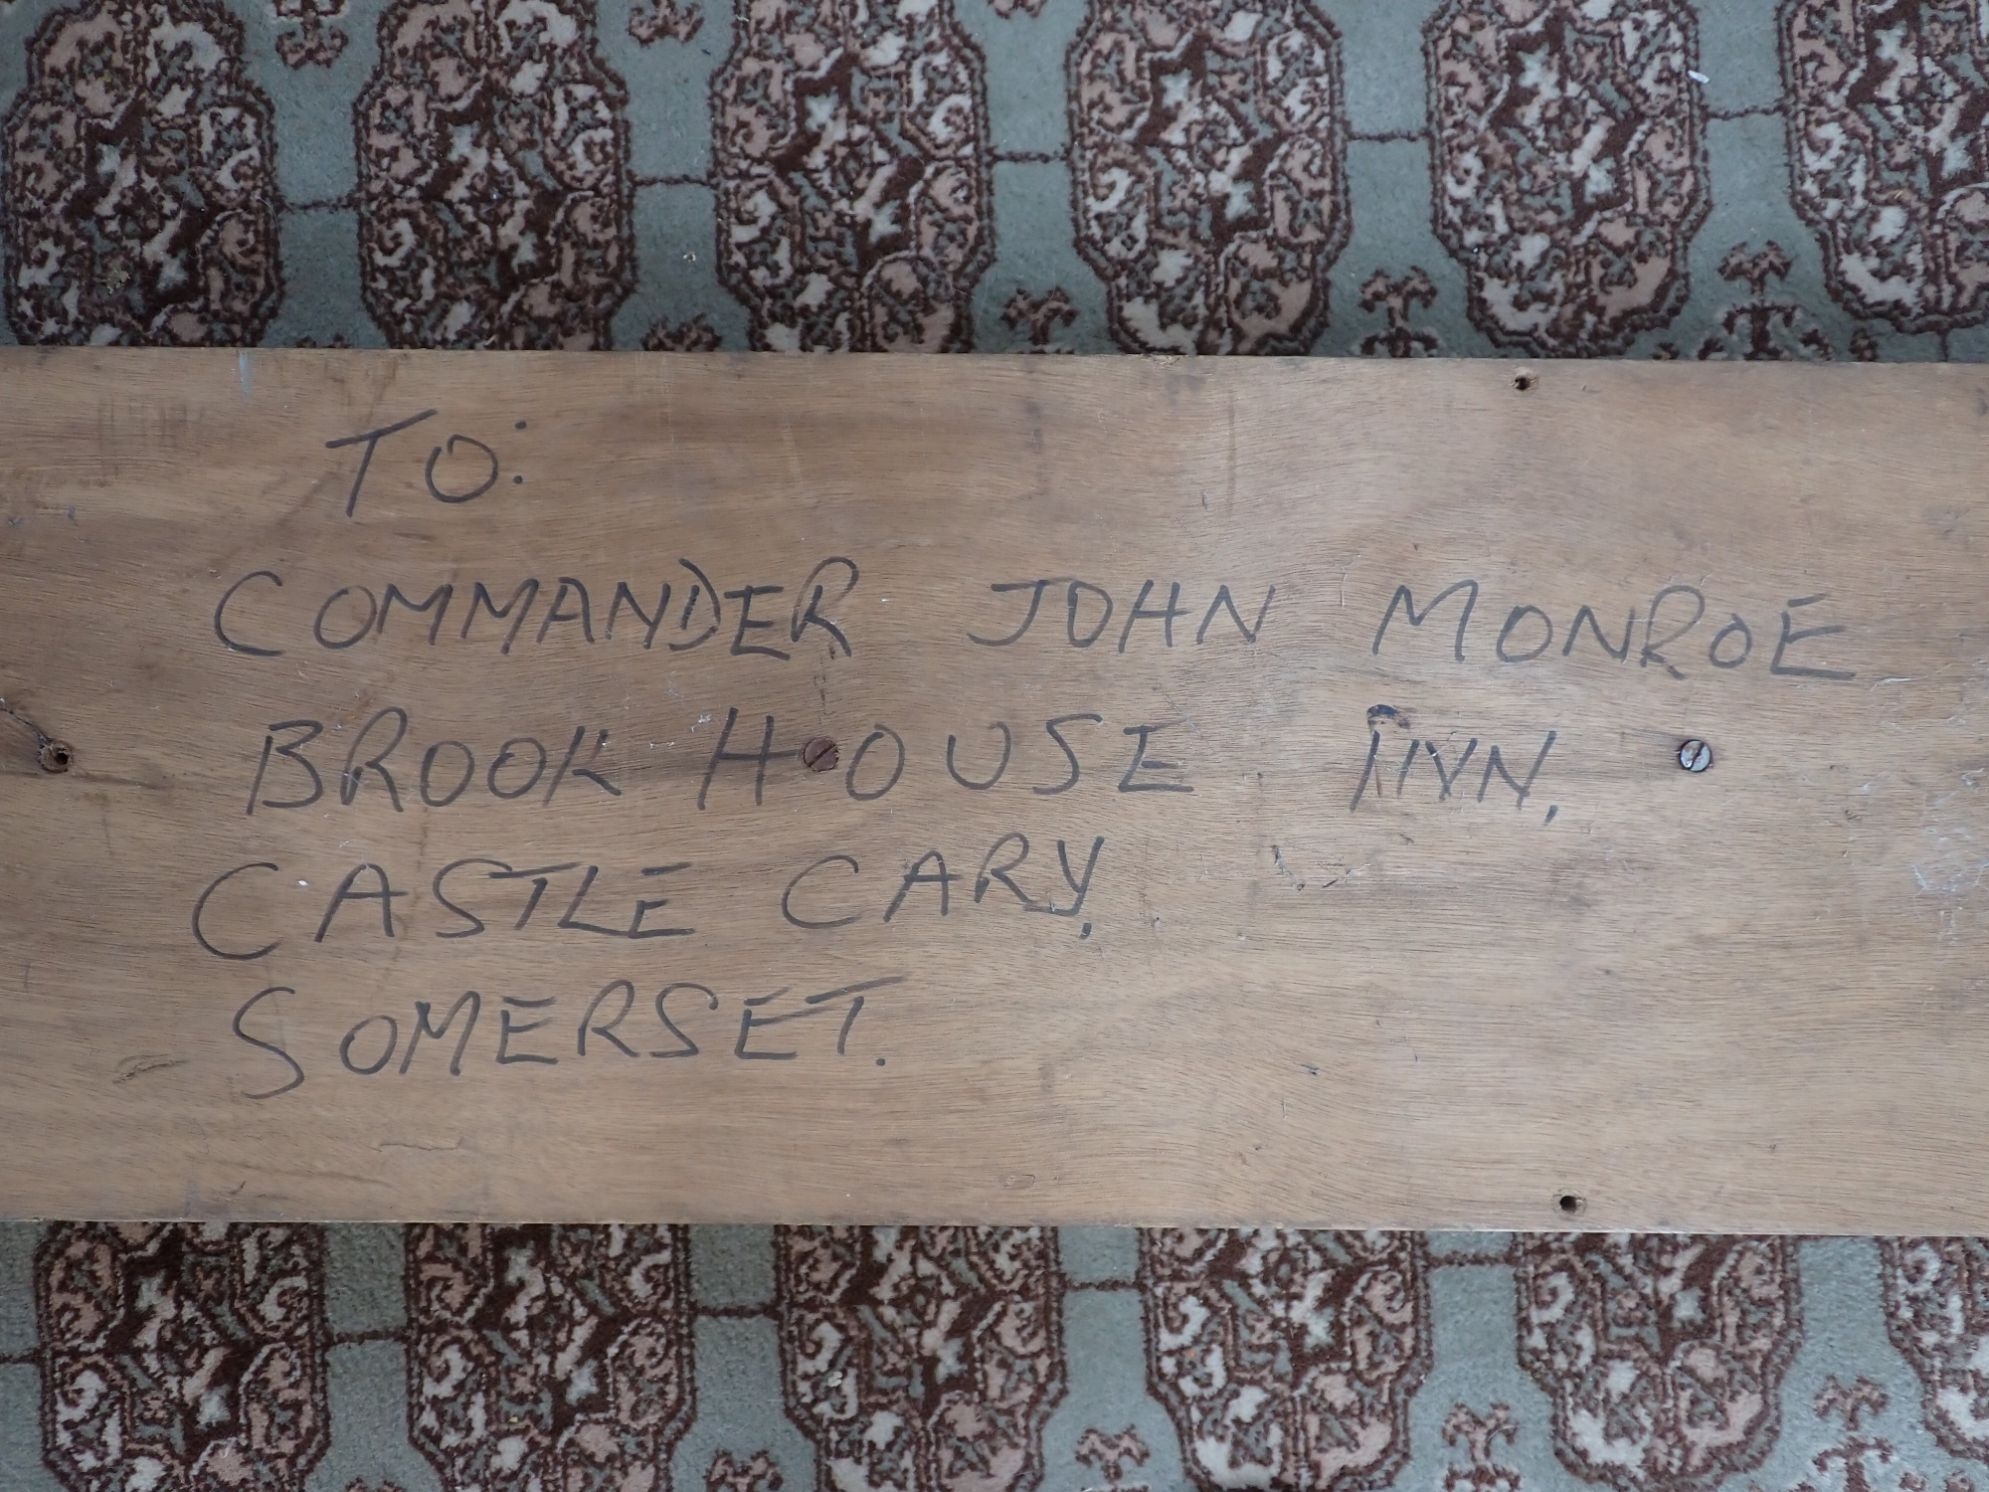 TO:
COMMANDER JOHN MONROE
BROOK HOUSE INN,
CASTLE CARY,
SOMERSET.